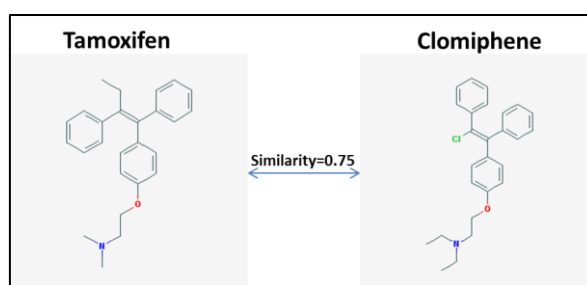 Tamoxifen
Clomiphene
Cl
Similarity=0.75
O
O
N
N